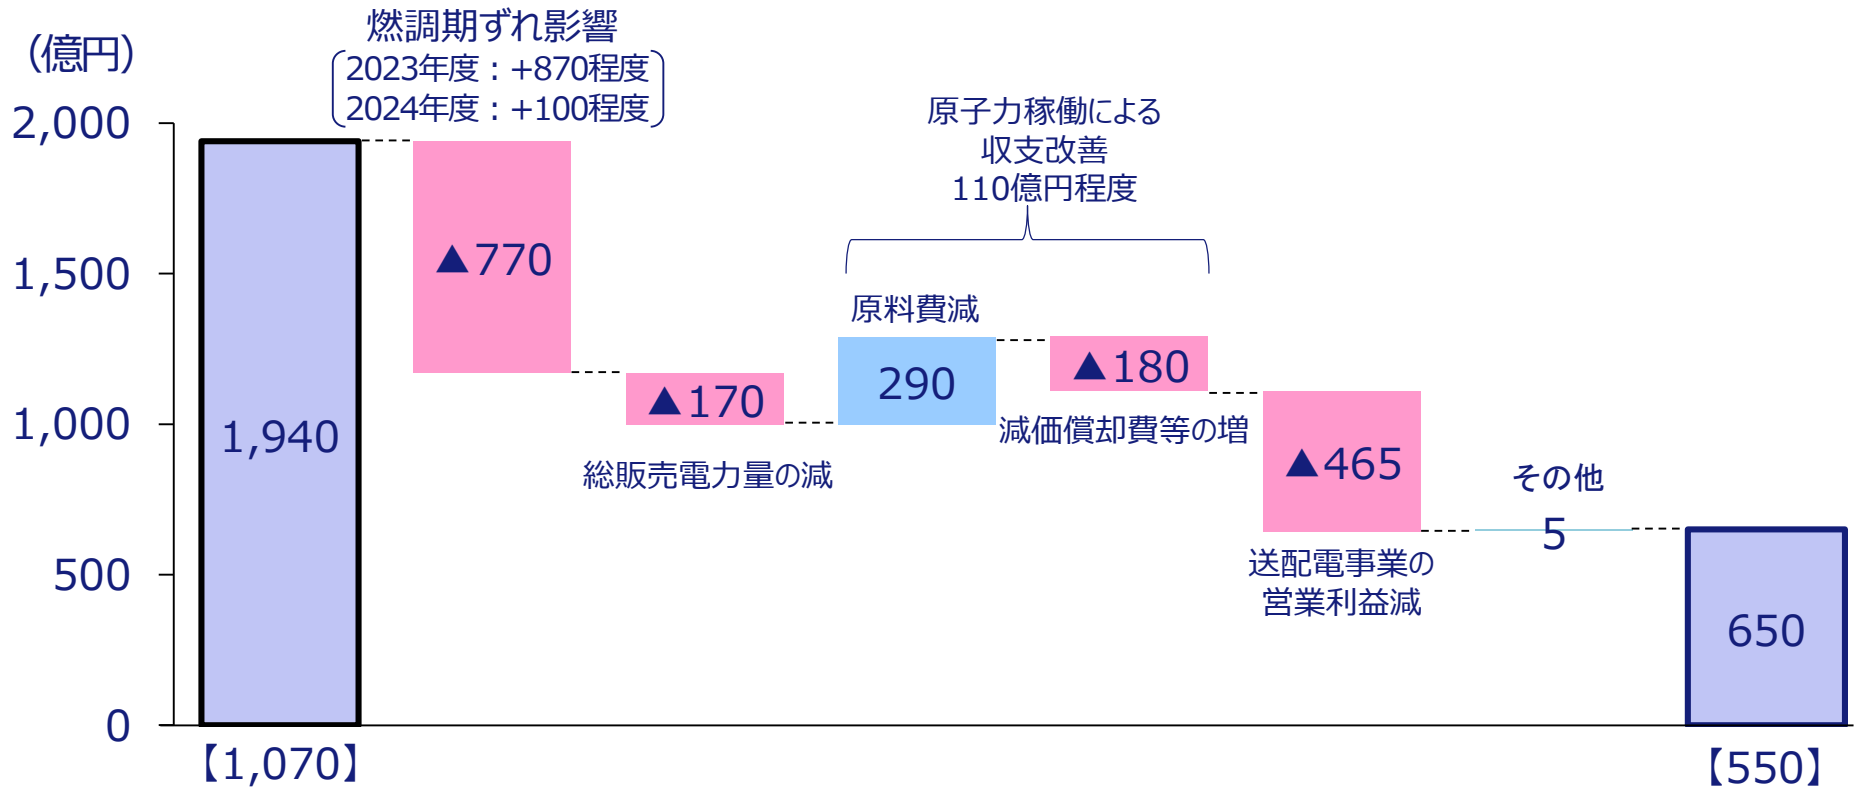 (億円)
燃調期ずれ影響
2023年度：+870程度
2024年度：+100程度
原子力稼働による
収支改善
110億円程度
2,000
1,500
1,000
500
0
1,940
▲770
▲170
総販売電力量の減
原料費減
290
▲180
減価償却費等の増
▲465
送配電事業の
営業利益減
その他
5
650
【1,070】
【550】